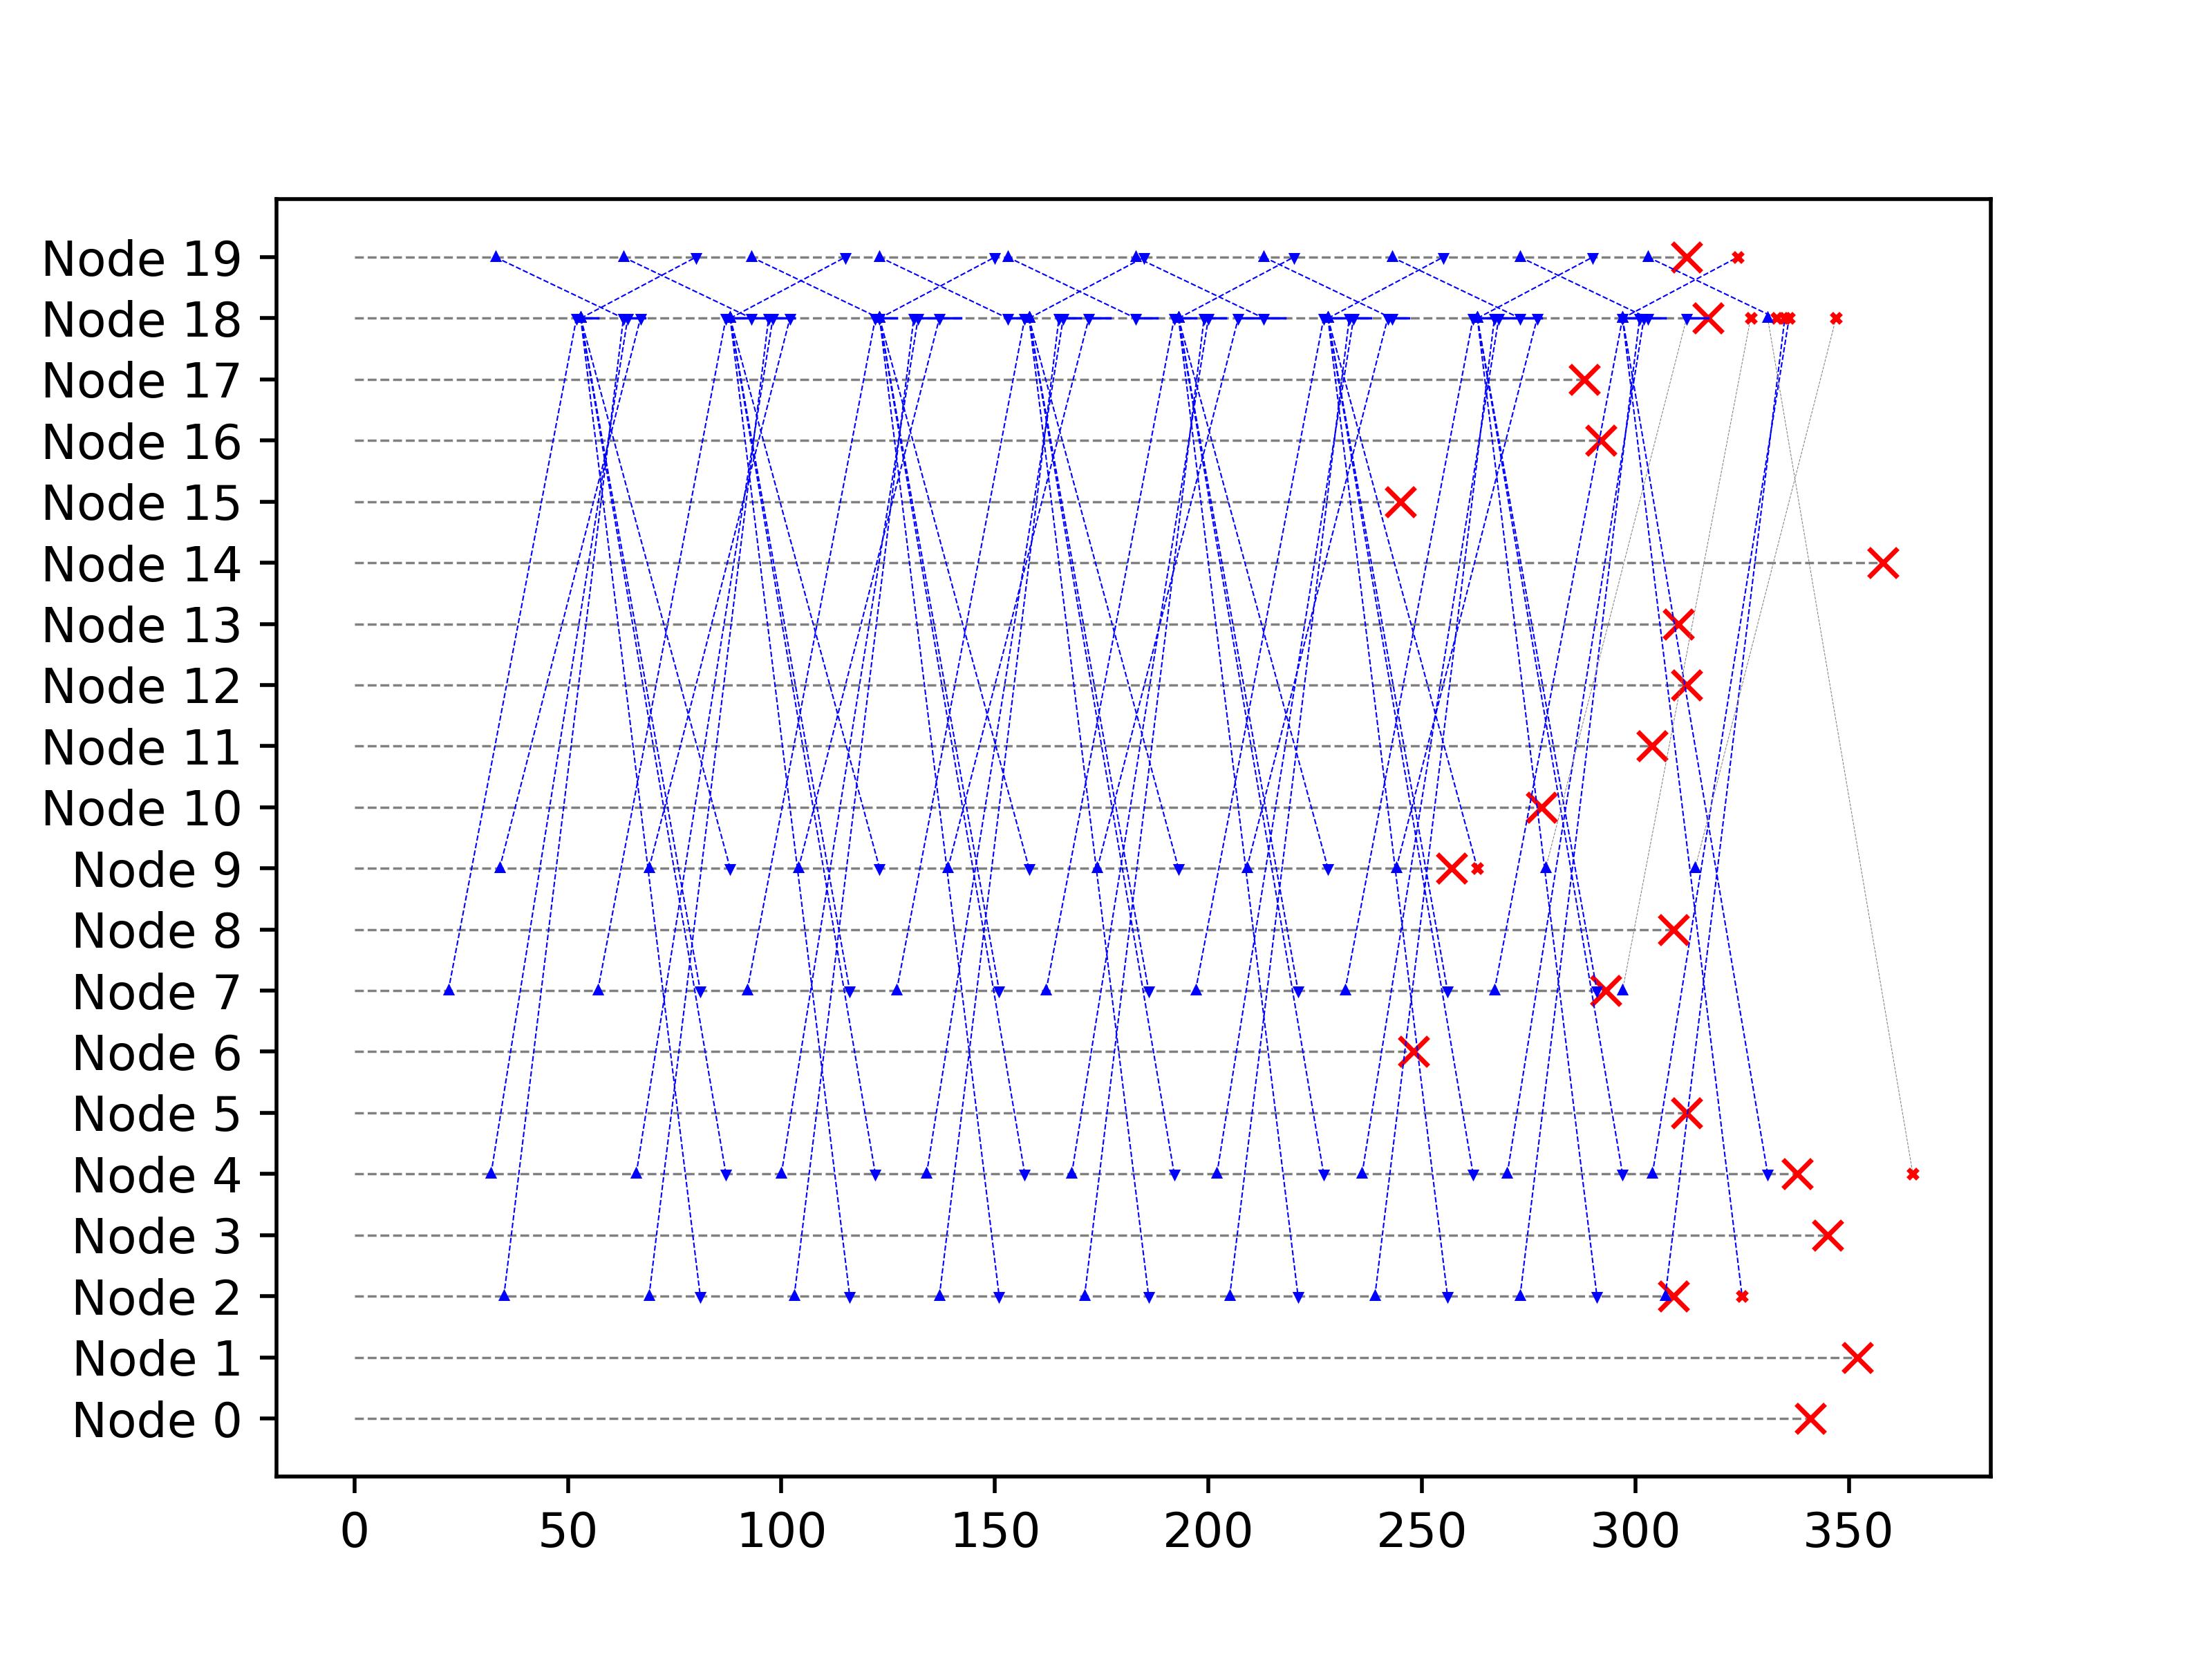 Node 19
Node 18
Node 17
Node 16
Node 15
Node 14
Node 13
Node 12
Node 11
Node 10
Node 9
Node 8
Node 7
Node 6
Node 5
Node 4
Node 3
Node 2
Node 1
Node 0
0 50 100 150 200 250 300 350